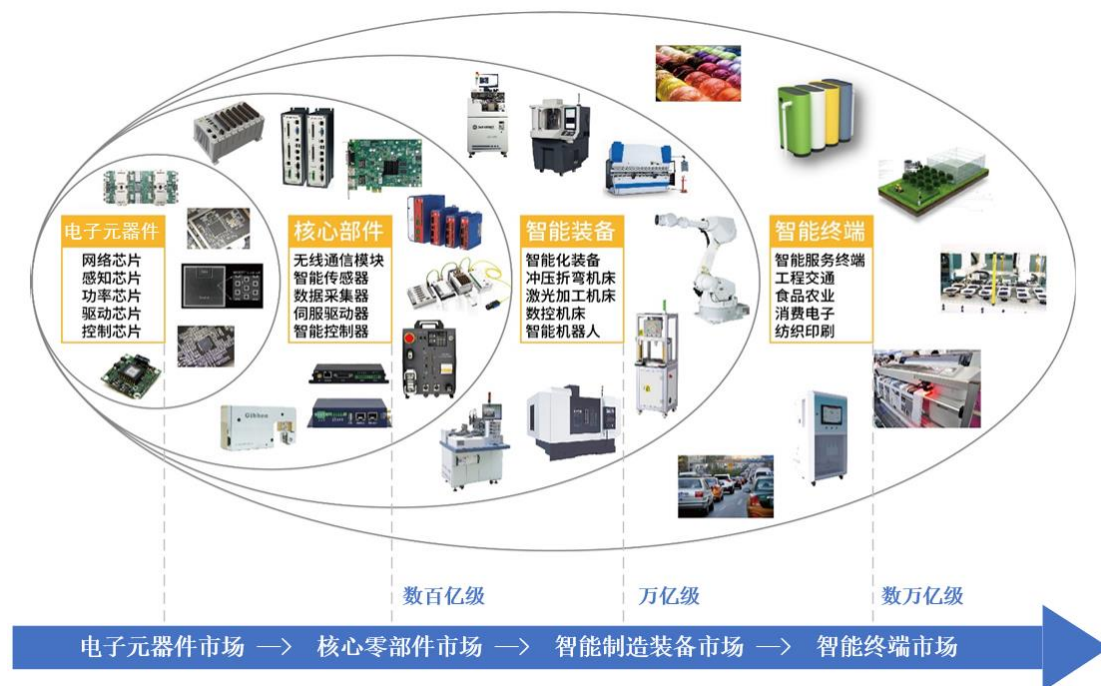 电子元器件
网络芯片
感知芯片
功率芯片
驱动芯片
控制芯片
核心部件
无线通信模块
智能传感器
数据采集器
伺服驱动器
智能控制器
智能装备
智能化装备
冲压折弯机床
激光加工机床
数控机床
智能机器人
智能终端
智能服务终端
工程交通
食品农业
消费电子
纺织印刷
Githon
数百亿级
万亿级
数万亿级
电子元器件市场 —> 核心零部件市场 —> 智能制造装备市场 —> 智能终端市场